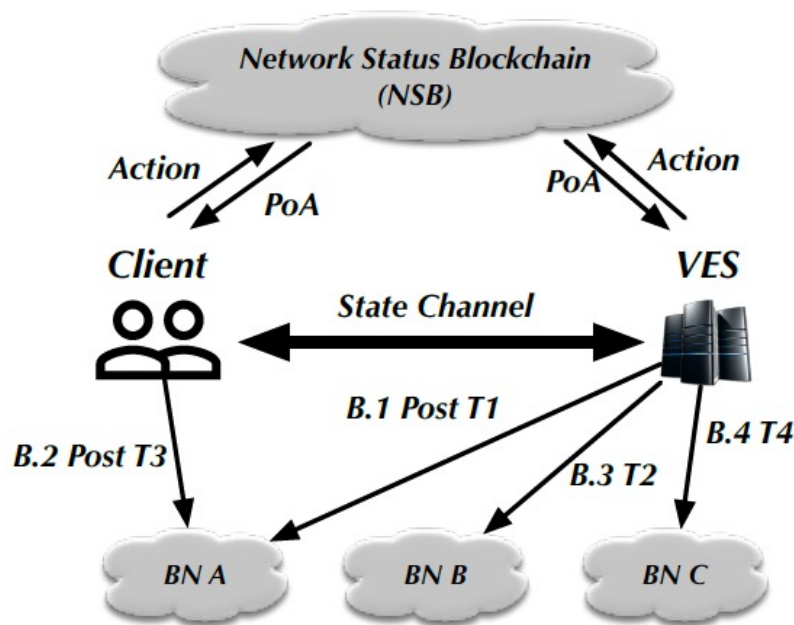 Network Status Blockchain
(NSB)
Action
PoA
PoA
Action
Client
VES
State Channel
B.1 Post T1
B.2 Post T3
B.3 T2
B.4 T4
BN A
BN B
BN C